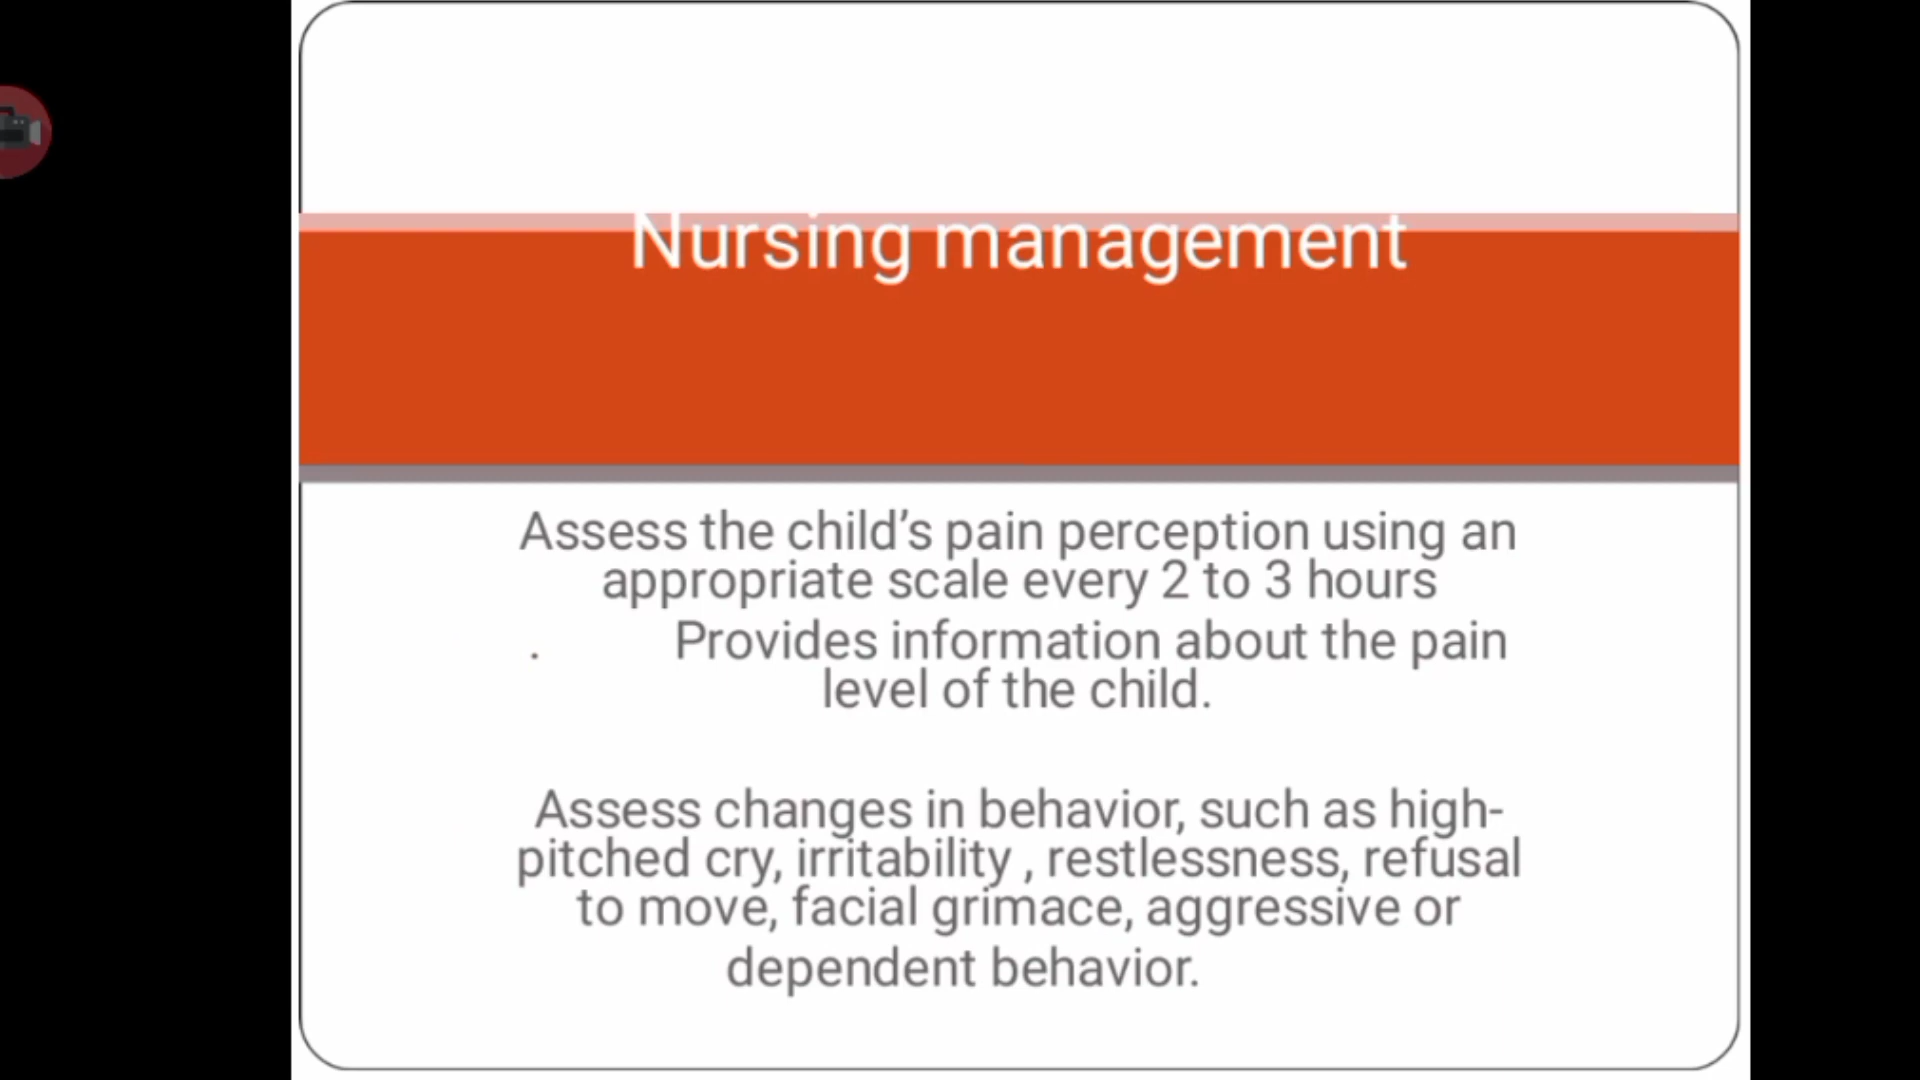 Nursing management
Assess the child’s pain perception using an
appropriate scale every 2 to 3 hours
. Provides information about the pain
level of the child.
Assess changes in behavior, such as high-
pitched cry, irritability , restlessness, refusal
to move, facial grimace, aggressive or
dependent behavior.